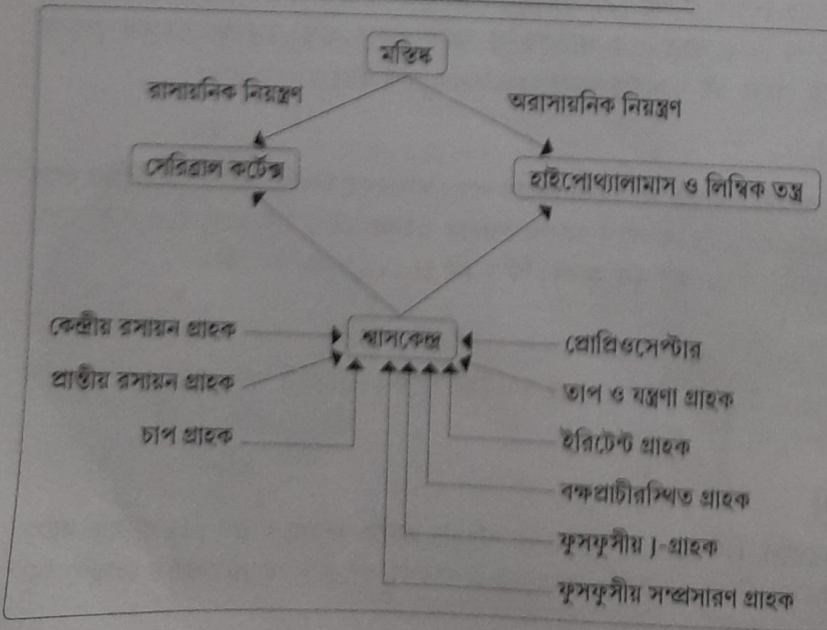 মস্তিষ্ক
রাসায়নিক নিয়ন্ত্রণ
অরাসায়নিক নিয়ন্ত্রণ
সেরিব্রাল কর্টেক্স
হাইপোথ্যালামাস ও লিম্বিক তন্ত্র
কেন্দ্রীয় রসায়ন গ্রাহক
শ্বাসকেন্দ্র
প্রোপ্রিওসেপ্টার
প্রান্তীয় রসায়ন গ্রাহক
তাপ ও যন্ত্রণা গ্রাহক
চাপ গ্রাহক
ইরিটেন্ট গ্রাহক
বক্ষপ্রাচীরস্থিত গ্রাহক
ফুসফুসীয় J-গ্রাহক
ফুসফুসীয় সম্প্রসারণ গ্রাহক